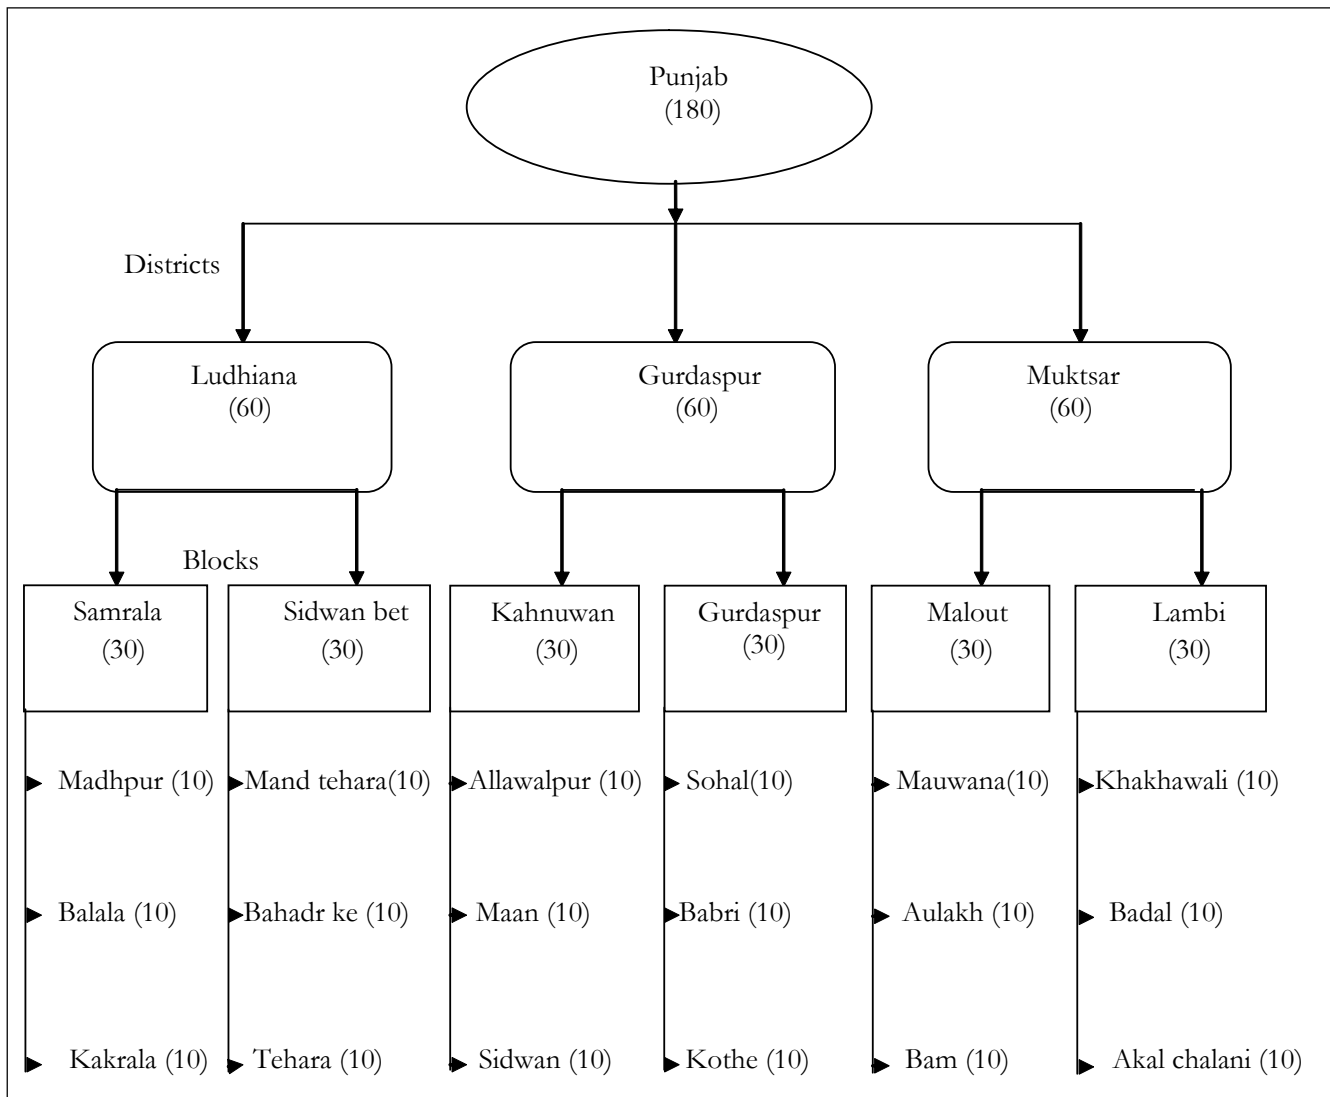 Punjab
(180)
Districts
Ludhiana
(60)
Gurdaspur
(60)
Muktsar
(60)
Blocks
Samrala
(30)
Sidwan bet
(30)
Kahnuwan
(30)
Gurdaspur
(30)
Malout
(30)
Lambi
(30)
Madhpur (10)
Mand tehara(10)
Allawalpur (10)
Sohal(10)
Mauwana(10)
Khakhawali (10)
Balala (10)
Bahadr ke (10)
Maan (10)
Babri (10)
Aulakh (10)
Badal (10)
Kakrala (10)
Tehara (10)
Sidwan (10)
Kothe (10)
Bam (10)
Akal chalani (10)